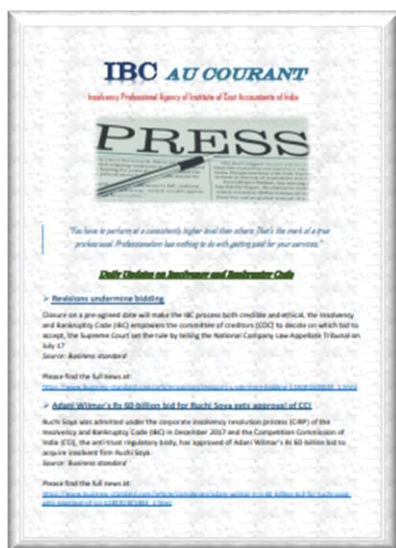 IBC AU COURANT
Insolvency Professional Agency of Institute of Cost Accountants of India
PRESS
"You have to perform at a consistently higher level than others. That's the mark of a true
professional. Professionalism has nothing to do with getting paid for your services."
Daily Updates on Insolvency and Bankruptcy Code
➢ Revisions undermine bidding
Closure on a pre-agreed date will make the IBC process both credible and ethical, the Insolvency
and Bankruptcy Code (IBC) empowers the committee of creditors (COC) to decide on which bid to
accept, the Supreme Court set the rule by telling the National Company Law Appellate Tribunal on
July 17
Source: Business standard
Please find the full news at:
➢ Adani Wilmar's Rs 60-billion bid for Ruchi Soya gets approval of CCI
Ruchi Soya was admitted under the corporate insolvency resolution process (CIRP) of the
Insolvency and Bankruptcy Code (IBC) in December 2017 and the Competition Commission of
India (CCI), the anti-trust regulatory body, has approved of Adani Wilmar's Rs 60-billion bid to
acquire insolvent firm Ruchi Soya.
Source: Business standard
Please find the full news at: